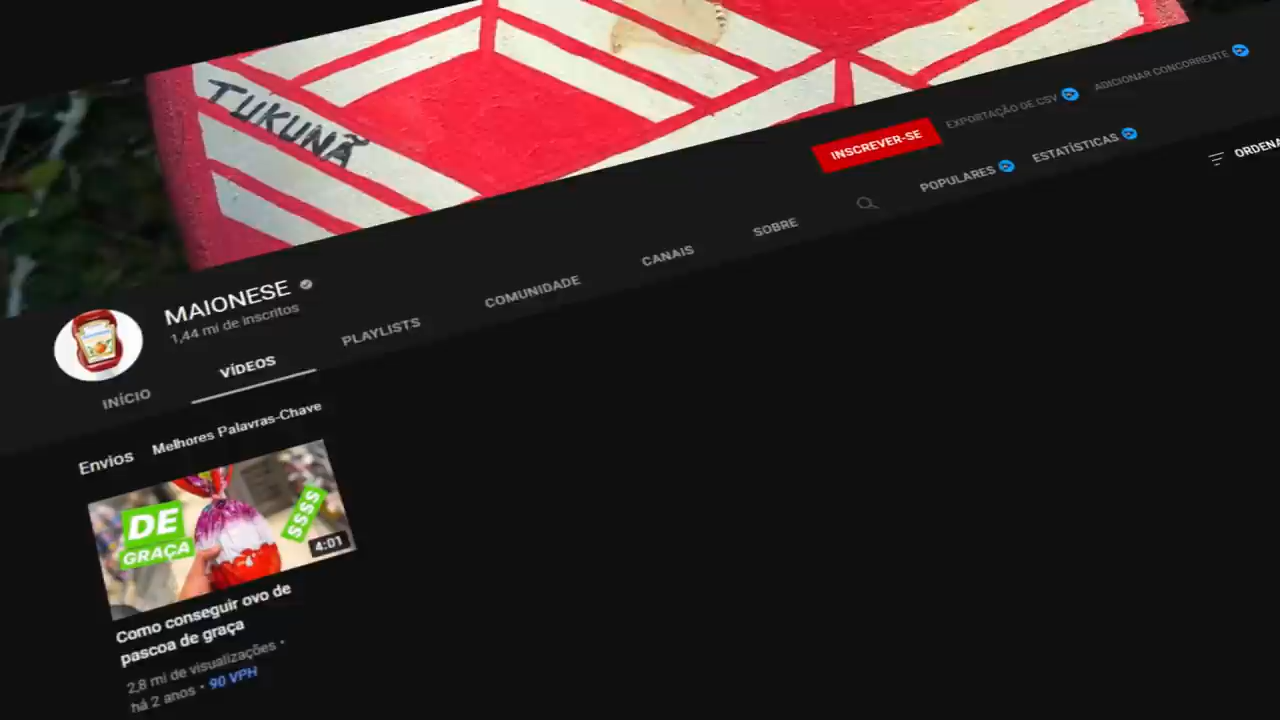 TUKUNÃ
EXPORTAÇÃO DE CSV
ADICIONAR CONCORRENTE
INSCREVER-SE
MAIONESE
1,44 mi de inscritos
INÍCIO
VÍDEOS
PLAYLISTS
COMUNIDADE
CANAIS
SOBRE
POPULARES
ESTATÍSTICAS
ORDENA
Envios
Melhores Palavras-Chave
DE
GRAÇA
$$$$
4:01
Como conseguir ovo de
pascoa de graça
2,8 mi de visualizações •
há 2 anos • 90 VPH